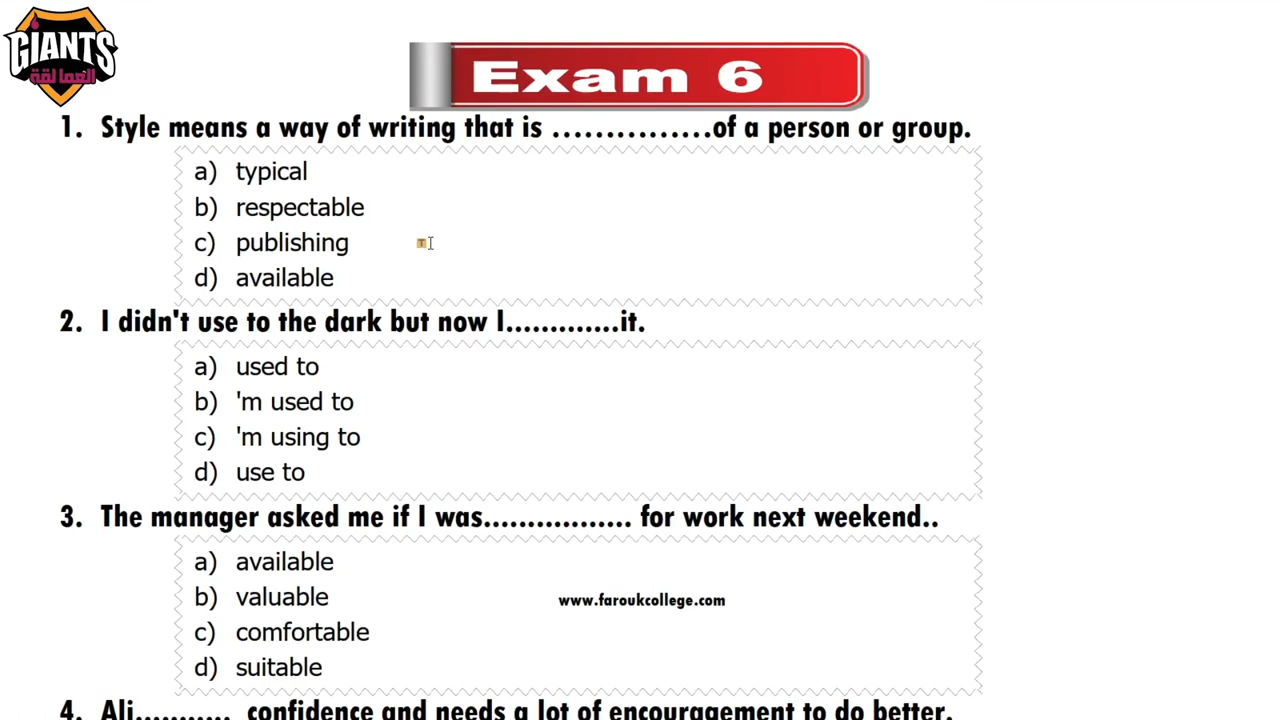 GIANTS
العمالقة
Exam 6
1. Style means a way of writing that is ...............of a person or group.
a) typical
b) respectable
c) publishing
d) available
2. I didn't use to the dark but now I.............it.
a) used to
b) 'm used to
c) 'm using to
d) use to
3. The manager asked me if I was................. for work next weekend..
a) available
b) valuable
c) comfortable
d) suitable
www.faroukcollege.com
4. Ali........... confidence and needs a lot of encouragement to do better.